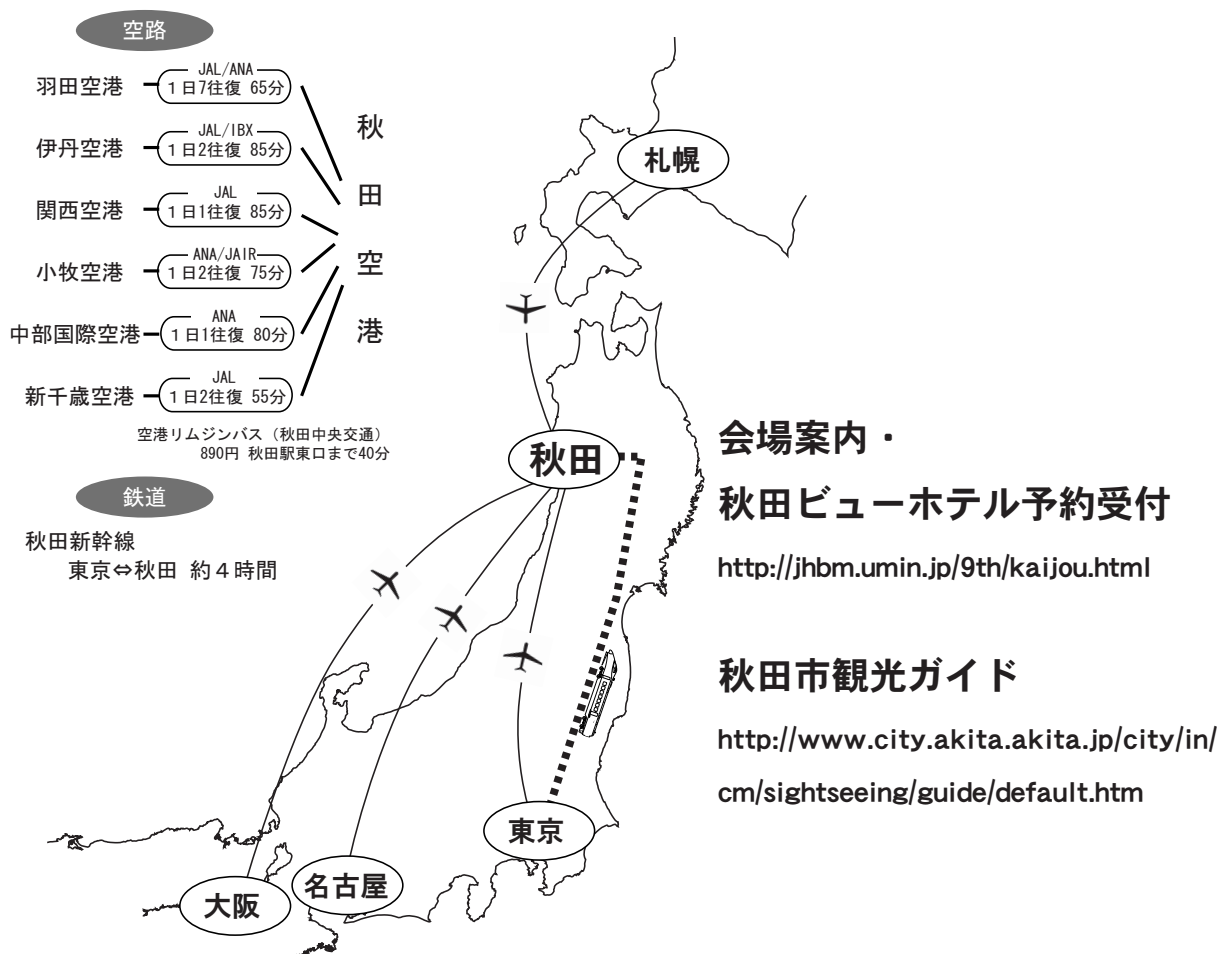 空路
羽田空港
JAL/ANA
1日7往復 65分
伊丹空港
JAL/IBX
1日2往復 85分
関西空港
JAL
1日1往復 85分
小牧空港
ANA/JAIR
1日2往復 75分
中部国際空港
ANA
1日1往復 80分
新千歳空港
JAL
1日2往復 55分
秋田空港
空港リムジンバス（秋田中央交通）
890円 秋田駅東口まで40分
鉄道
秋田新幹線
東京⇔秋田 約4時間
札幌
秋田
東京
名古屋
大阪
会場案内・
秋田ビューホテル予約受付
http://jhbm.umin.jp/9th/kaijou.html
秋田市観光ガイド
http://www.city.akita.akita.jp/city/in/
cm/sightseeing/guide/default.htm